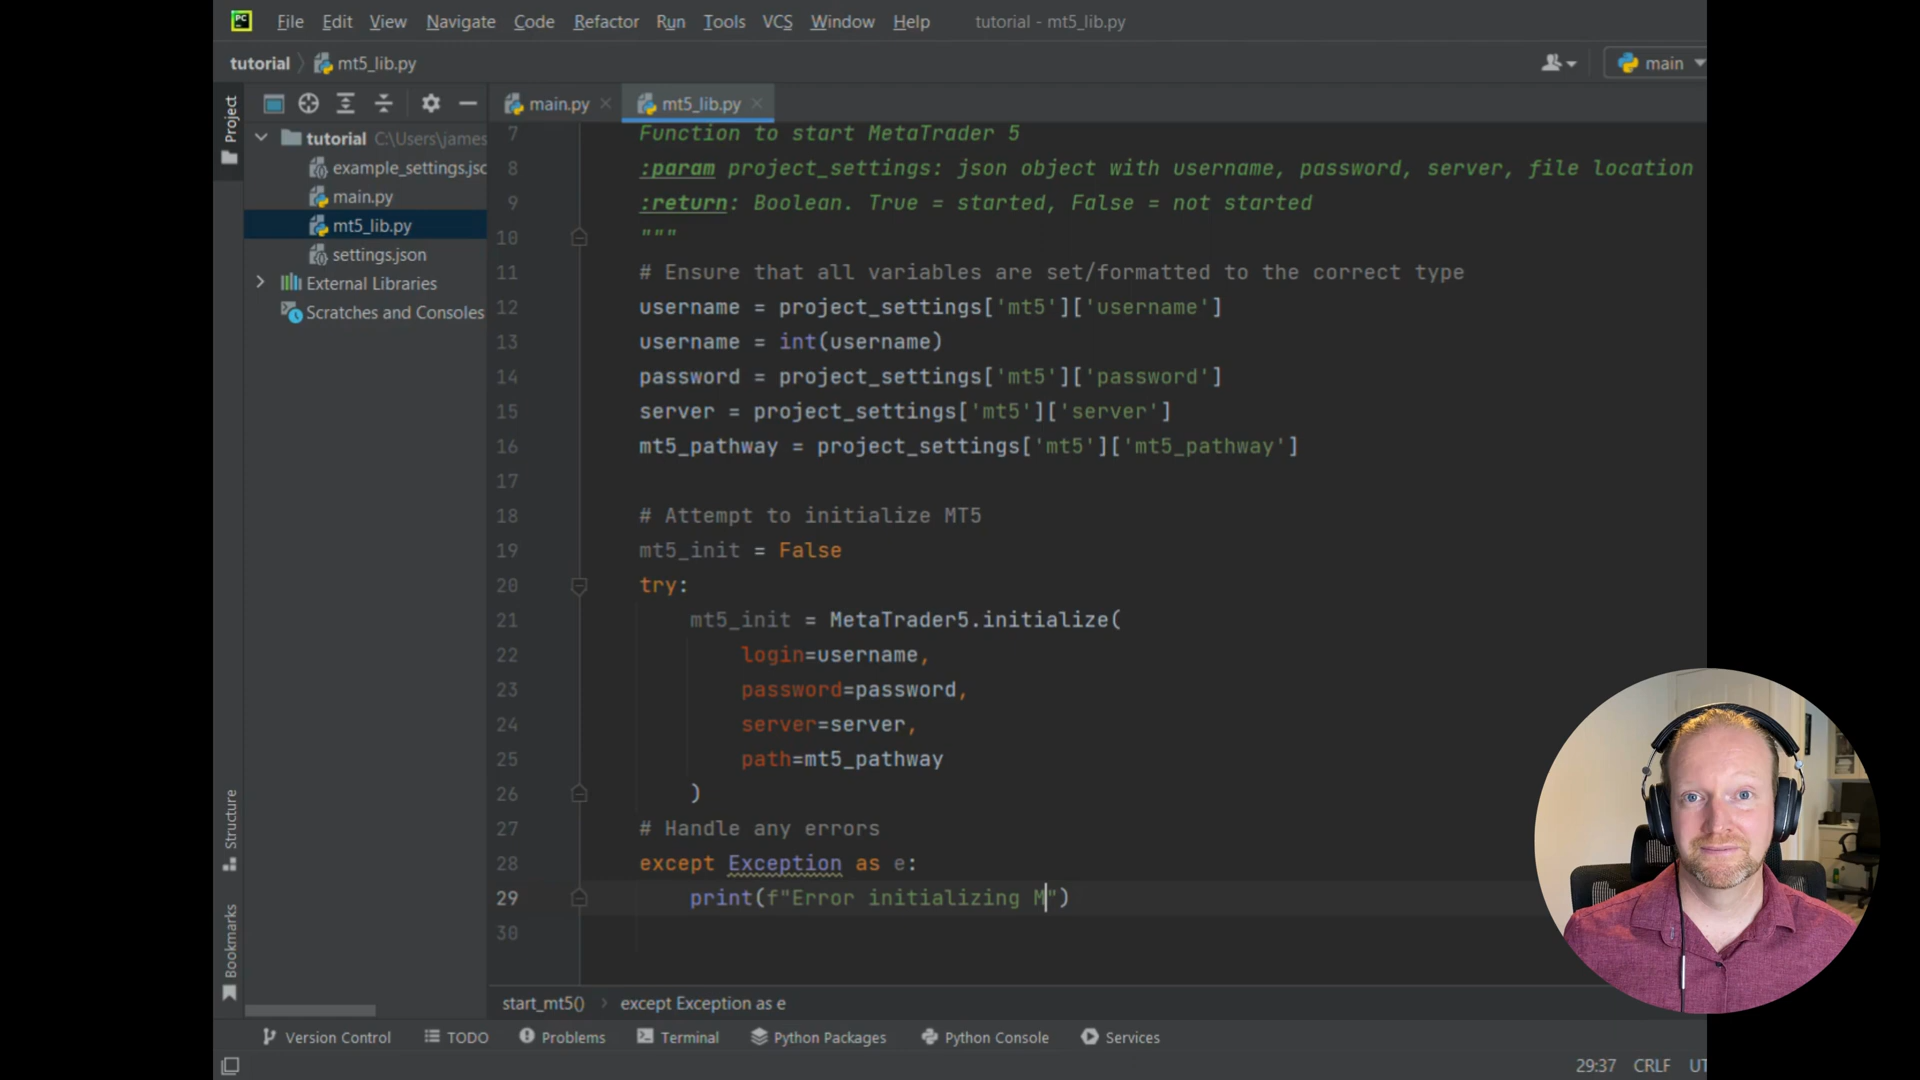 PC File Edit View Navigate Code Refactor Run Tools VCS Window Help tutorial - mt5_lib.py
tutorial mt5_lib.py main
Project
main.py mt5_lib.py
tutorial C:\Users\james
example_settings.jsc
main.py
mt5_lib.py
settings.json
External Libraries
Scratches and Consoles
7 Function to start MetaTrader 5
8 :param project_settings: json object with username, password, server, file location
9 :return: Boolean. True = started, False = not started
10 """
11 # Ensure that all variables are set/formatted to the correct type
12 username = project_settings['mt5']['username']
13 username = int(username)
14 password = project_settings['mt5']['password']
15 server = project_settings['mt5']['server']
16 mt5_pathway = project_settings['mt5']['mt5_pathway']
17
18 # Attempt to initialize MT5
19 mt5_init = False
20 try:
21 mt5_init = MetaTrader5.initialize(
22 login=username,
23 password=password,
24 server=server,
25 path=mt5_pathway
26 )
27 # Handle any errors
28 except Exception as e:
29 print(f"Error initializing M")
30
Structure
Bookmarks
start_mt5() except Exception as e
Version Control TODO Problems Terminal Python Packages Python Console Services
29:37 CRLF UT